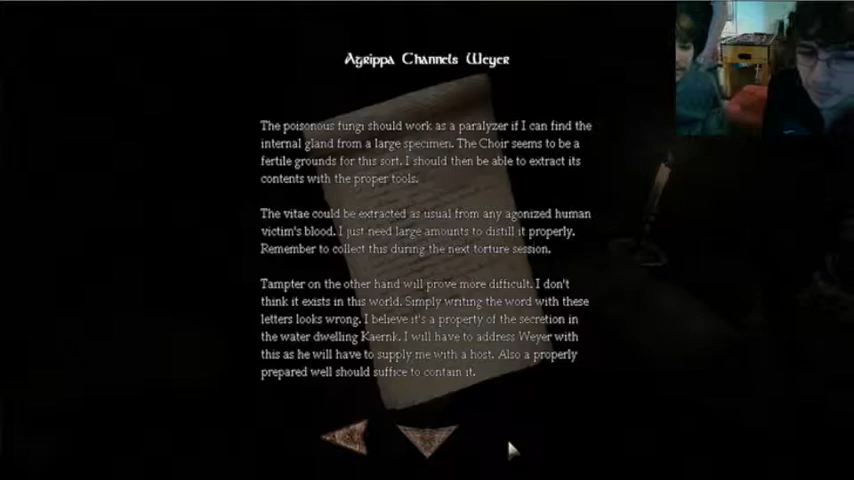 Agrippa Channels Weyer
The poisonous fungi should work as a paralyzer if I can find the
internal gland from a large specimen. The Choir seems to be a
fertile grounds for this sort. I should then be able to extract its
contents with the proper tools.
The vitae could be extracted as usual from any agonized human
victim's blood. I just need large amounts to distill it properly.
Remember to collect this during the next torture session.
Tampter on the other hand will prove more difficult. I don't
think it exists in this world. Simply writing the word with these
letters looks wrong. I believe it's a property of the secretion in
the water dwelling Kaernk. I will have to address Weyer with
this as he will have to supply me with a host. Also a properly
prepared well should suffice to contain it.